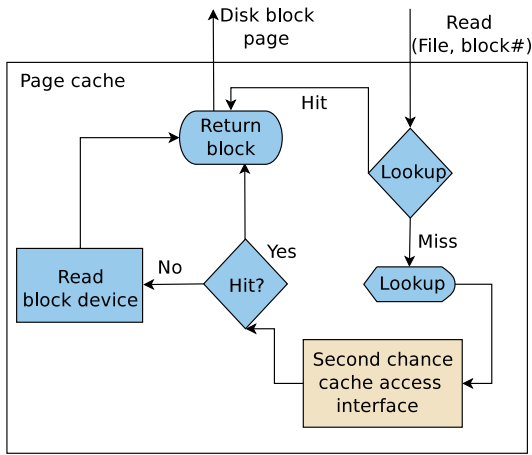 Disk block
page
Read
(File, block#)
Page cache
Hit
Return
block
Lookup
Miss
Yes
No
Read
block device
Hit?
Lookup
Second chance
cache access
interface